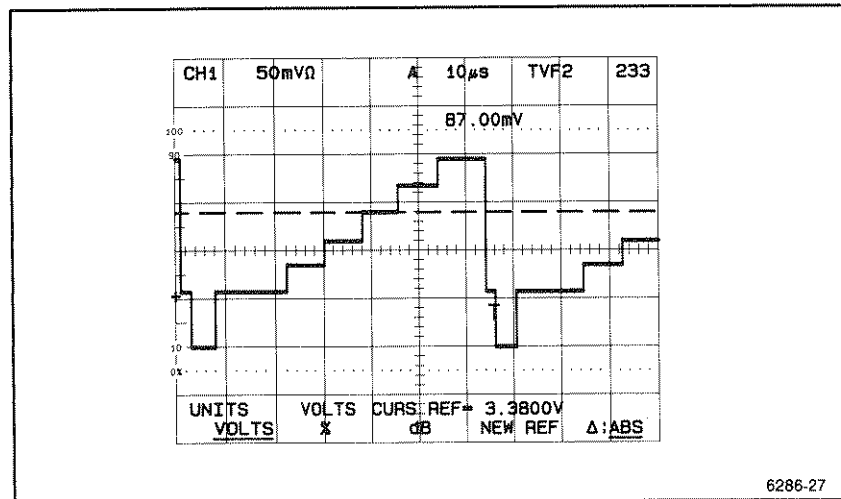 CH1 50mVΩ A 10µs TVF2 233
87.00mV
100
90
10
0%
UNITS VOLTS CURS REF= 3.3800V
VOLTS % dB NEW REF Δ:ABS
6286-27